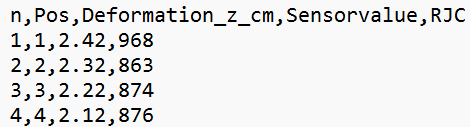 n,Pos,Deformation_z_cm,Sensorvalue,RJC
1,1,2.42,968
2,2,2.32,863
3,3,2.22,874
4,4,2.12,876